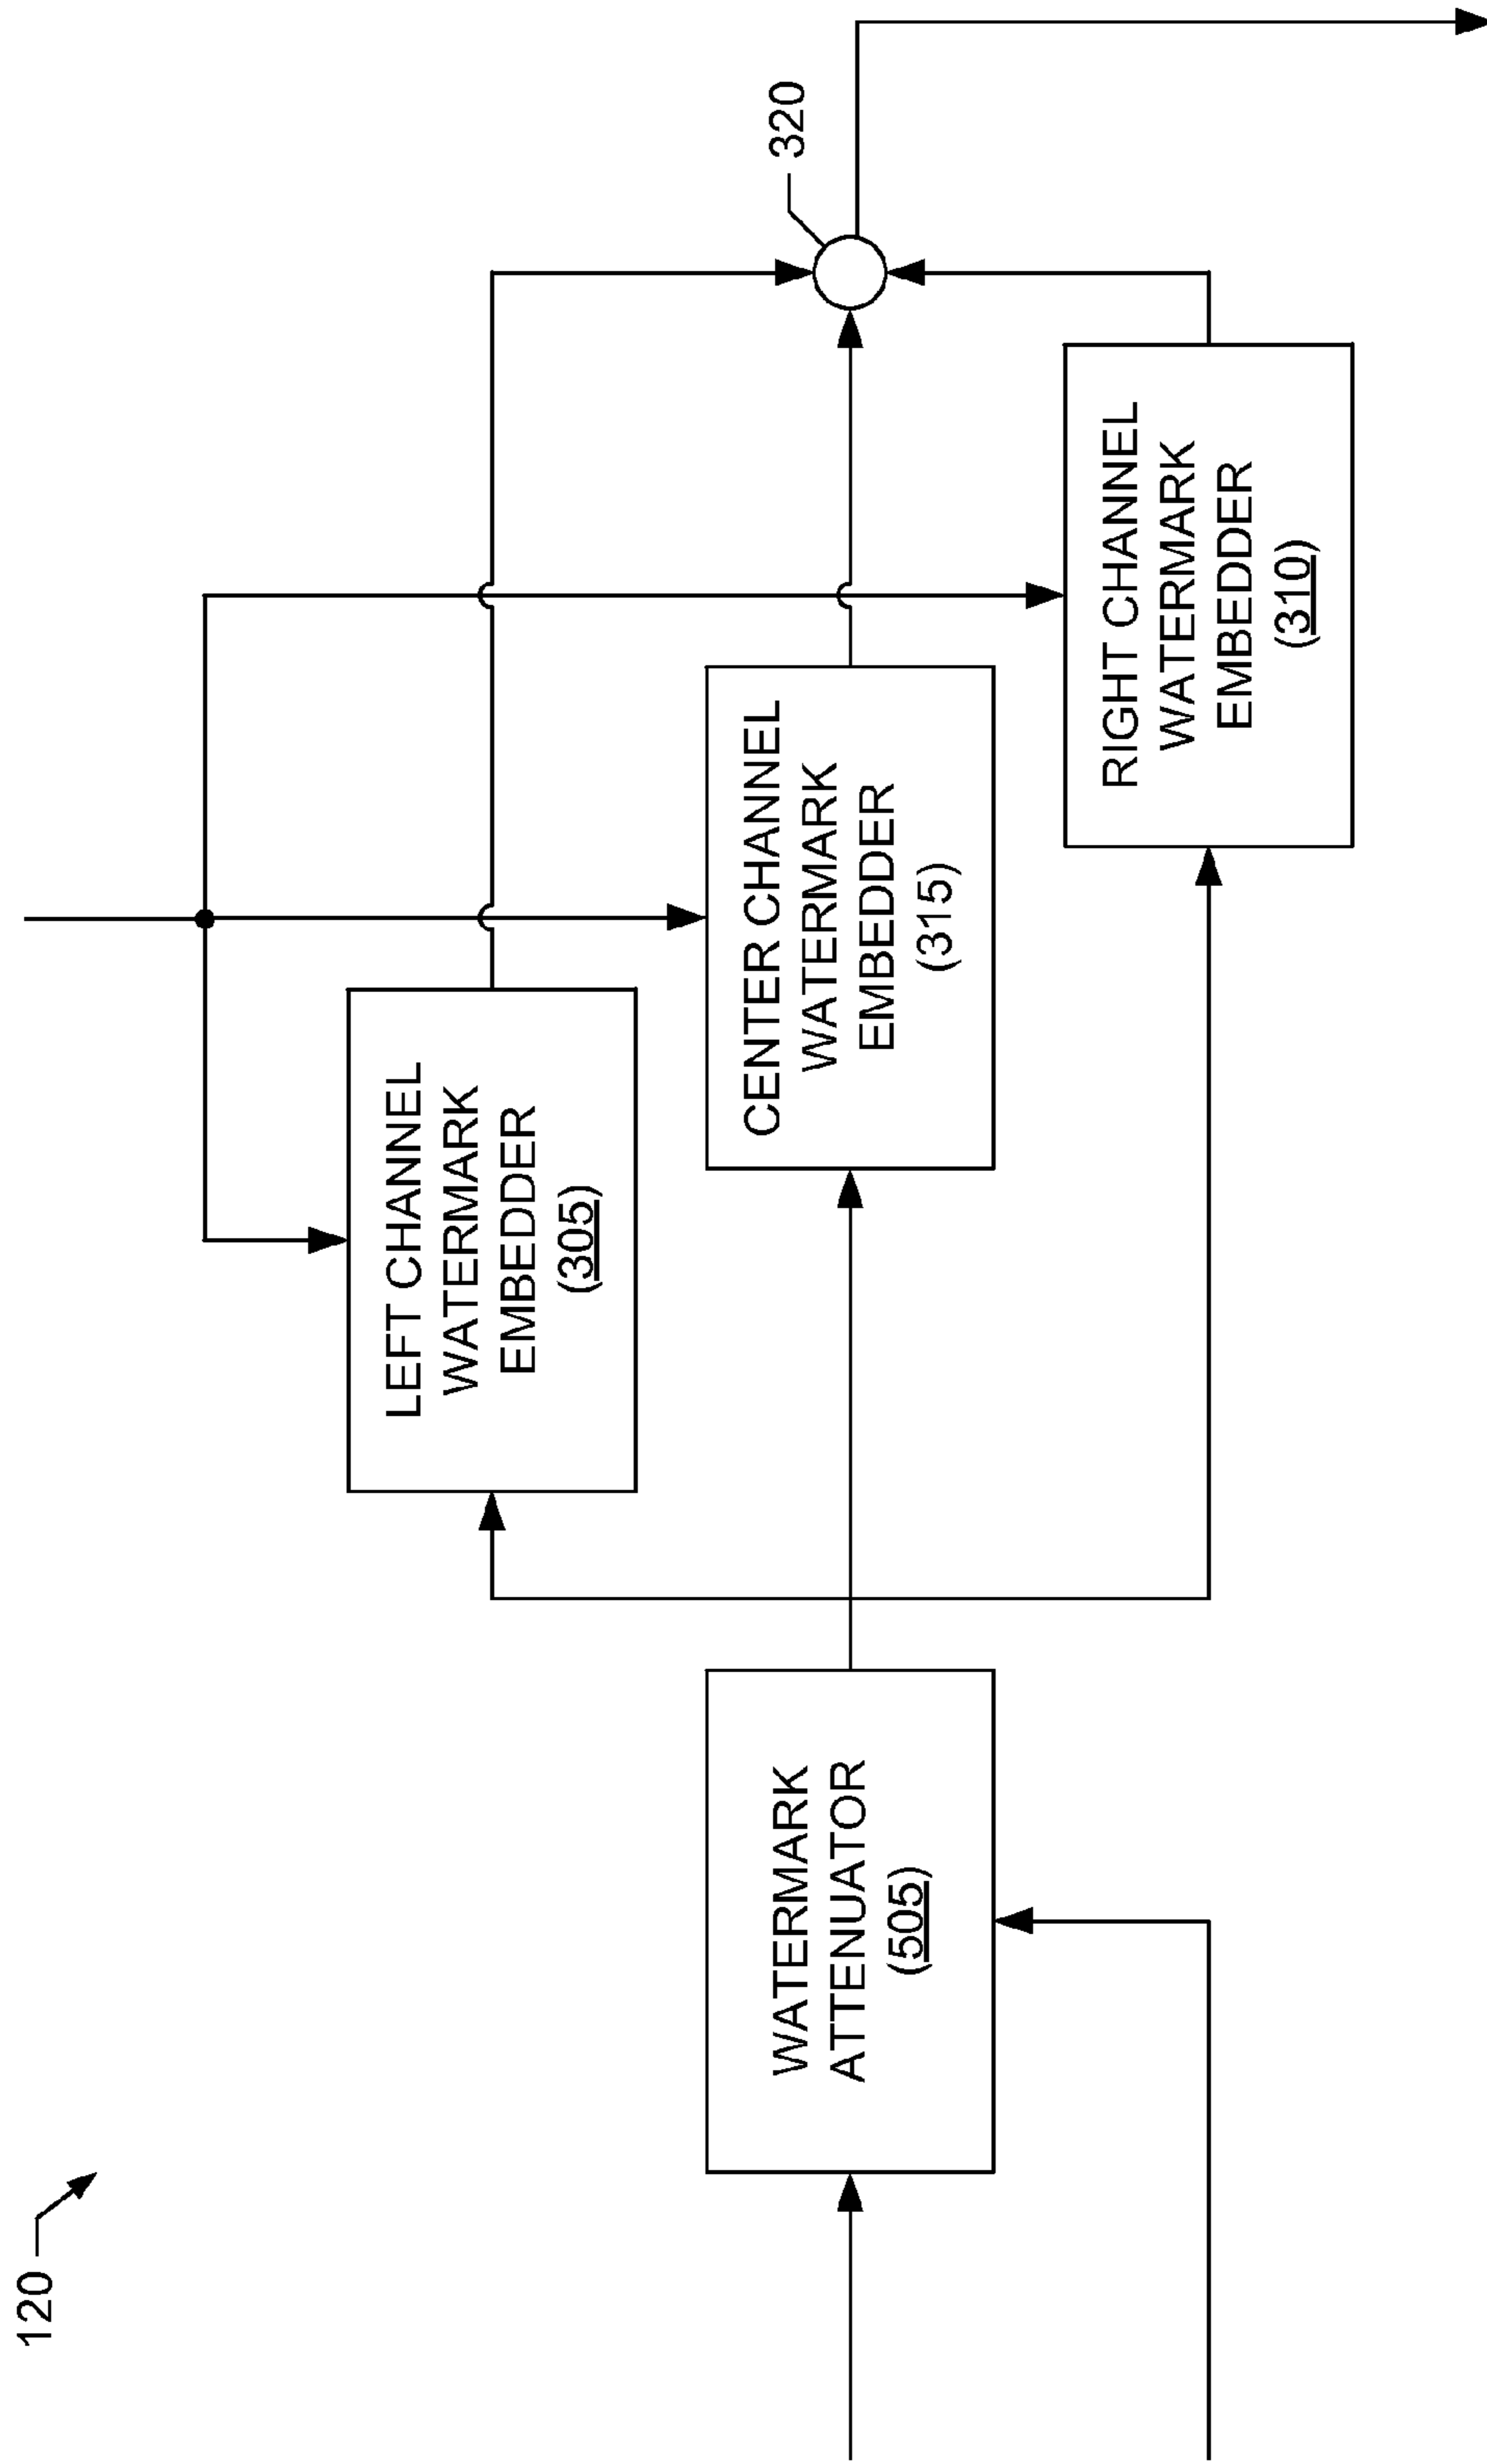 120
320
LEFT CHANNEL
WATERMARK
EMBEDDER
(305)
CENTER CHANNEL
WATERMARK
EMBEDDER
(315)
RIGHT CHANNEL
WATERMARK
EMBEDDER
(310)
WATERMARK
ATTENUATOR
(505)